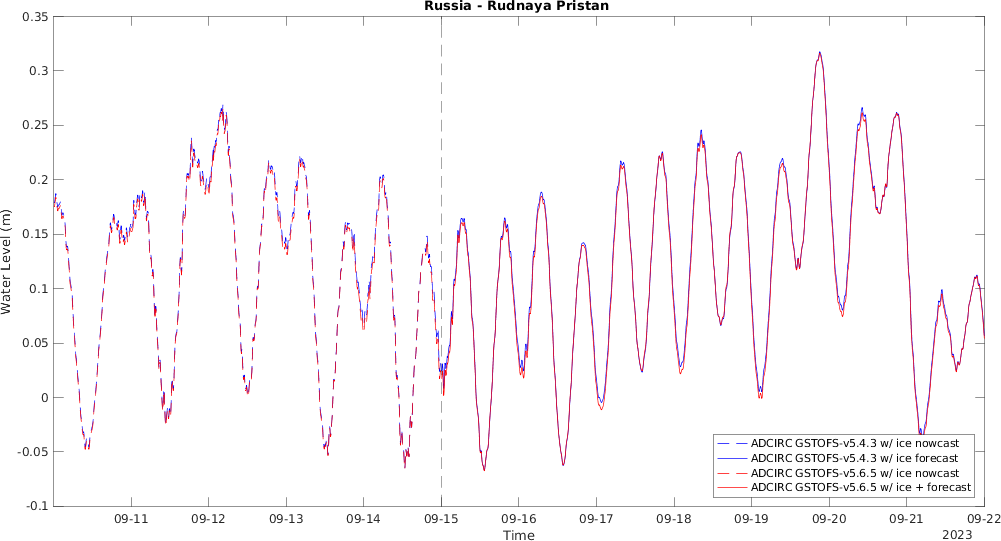 Russia - Rudnaya Pristan
0.35
0.3
0.25
0.2
0.15
0.1
0.05
0
-0.05
-0.1
Water Level (m)
ADCIRC GSTOFS-v5.4.3 w/ ice nowcast
ADCIRC GSTOFS-v5.4.3 w/ ice forecast
ADCIRC GSTOFS-v5.6.5 w/ ice nowcast
ADCIRC GSTOFS-v5.6.5 w/ ice + forecast
09-11 09-12 09-13 09-14 09-15 09-16 09-17 09-18 09-19 09-20 09-21 09-22
Time
2023